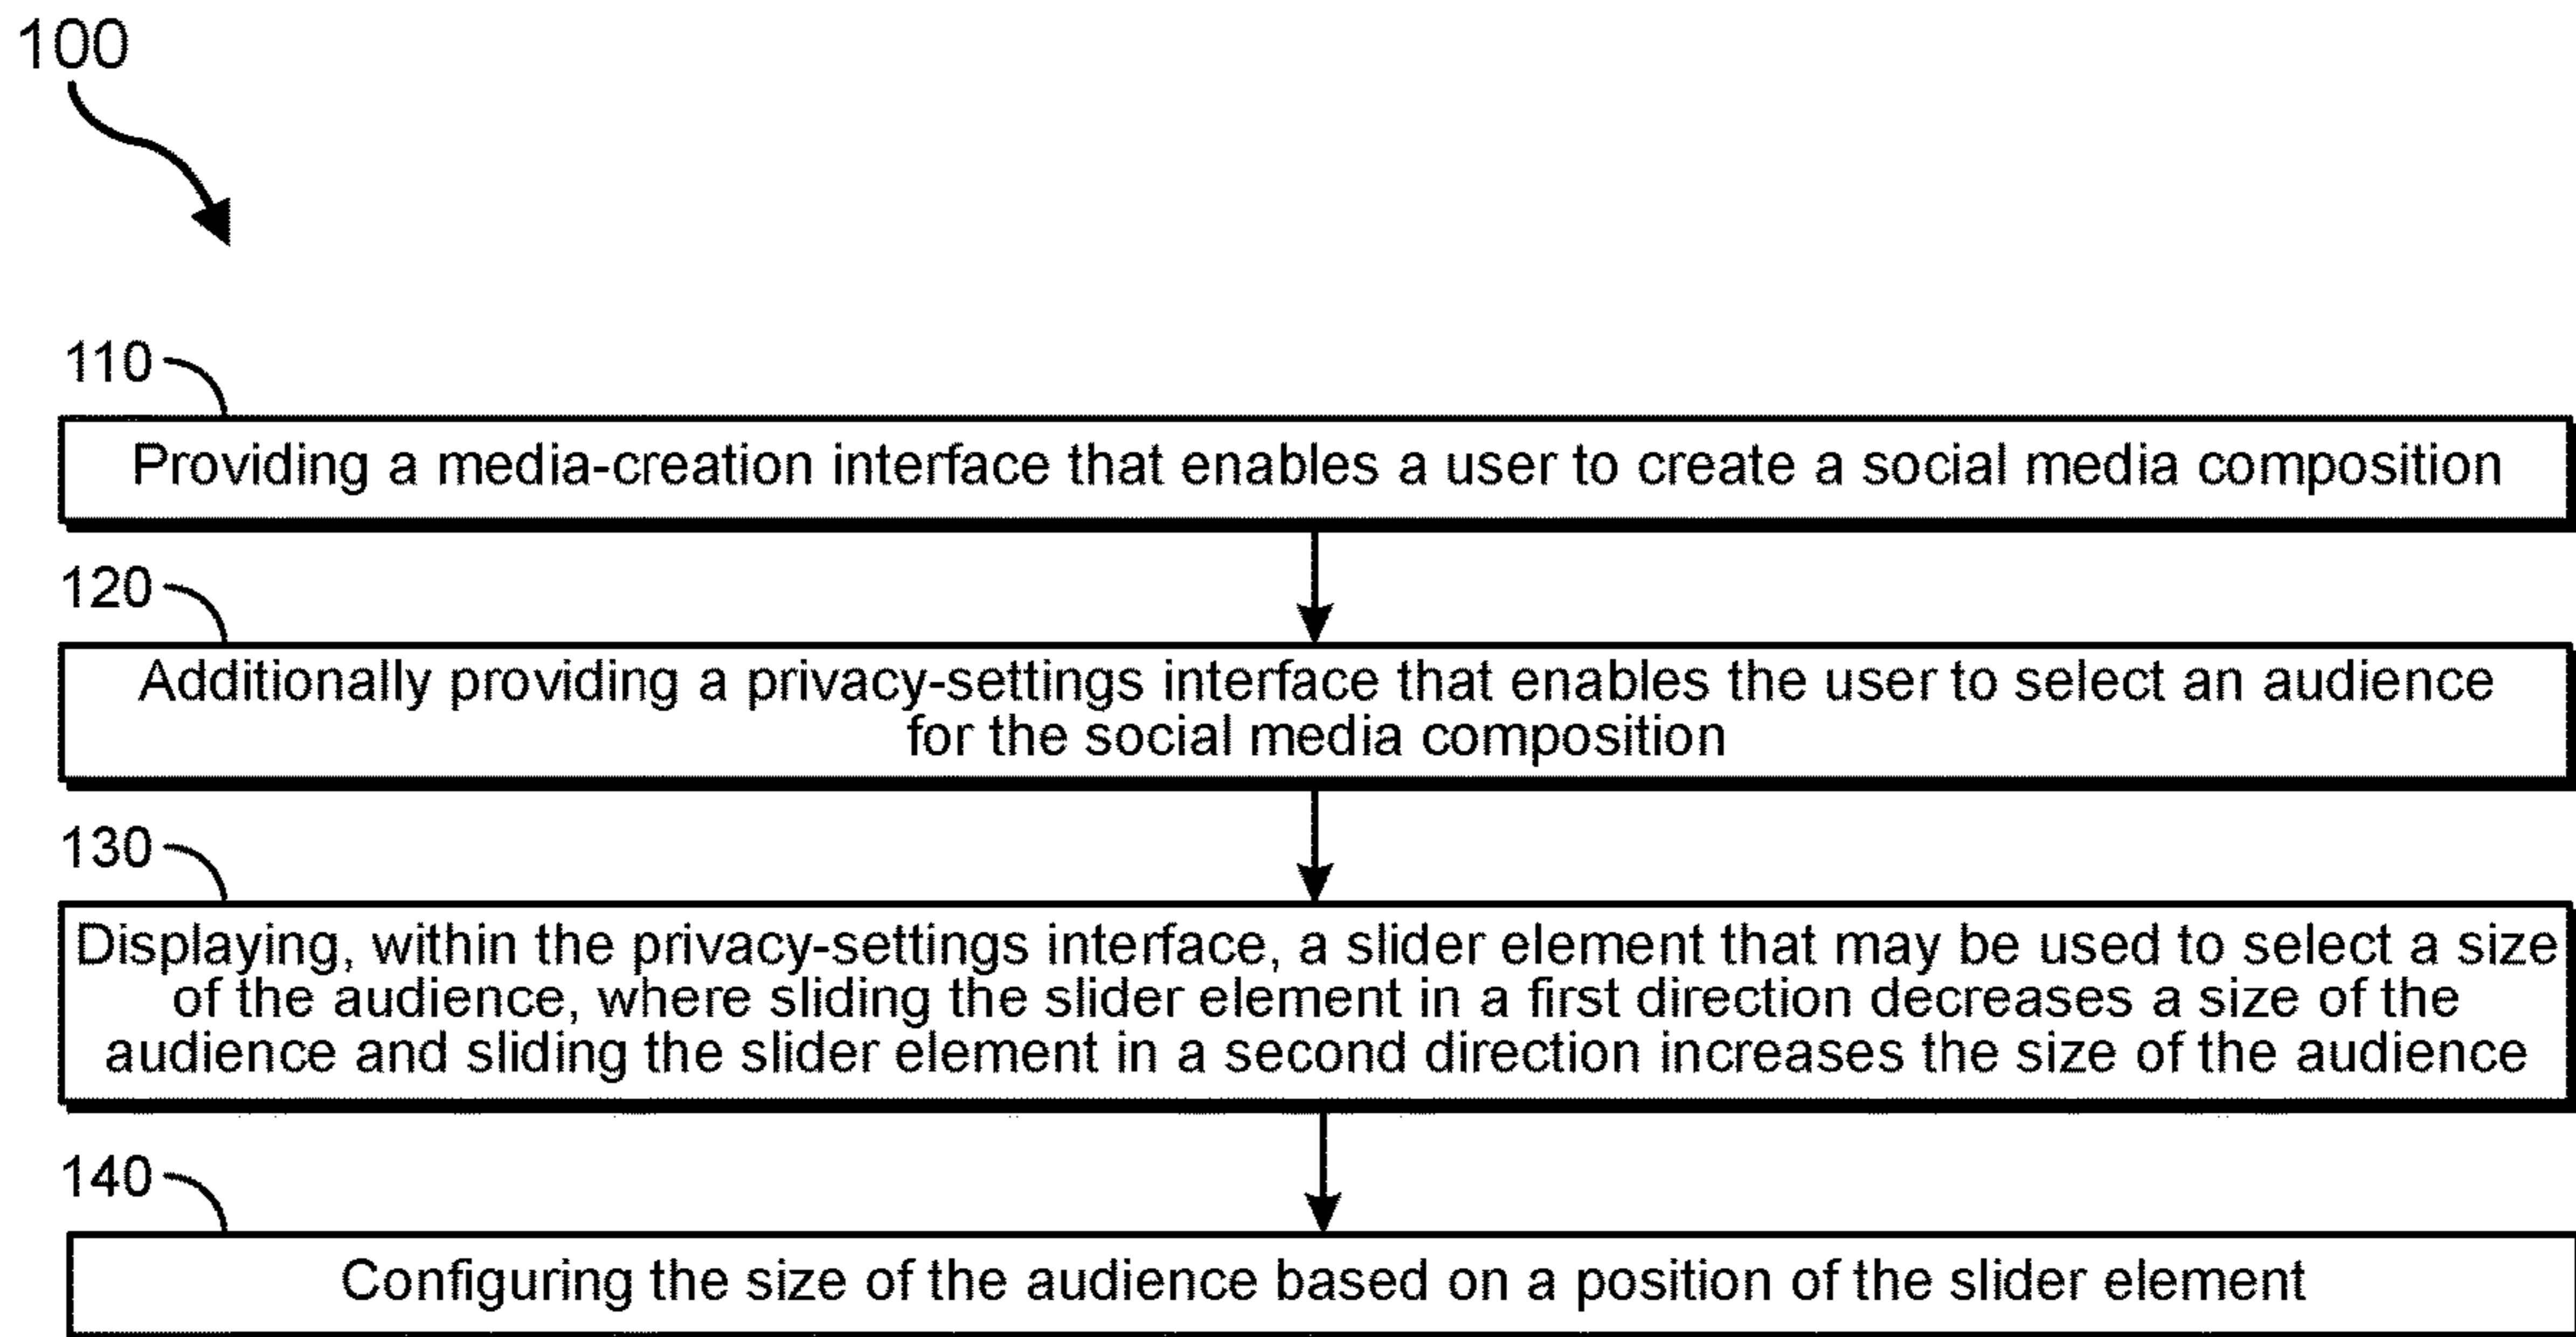 100
110
Providing a media-creation interface that enables a user to create a social media composition
120
Additionally providing a privacy-settings interface that enables the user to select an audience
for the social media composition
130
Displaying, within the privacy-settings interface, a slider element that may be used to select a size
of the audience, where sliding the slider element in a first direction decreases a size of the
audience and sliding the slider element in a second direction increases the size of the audience
140
Configuring the size of the audience based on a position of the slider element